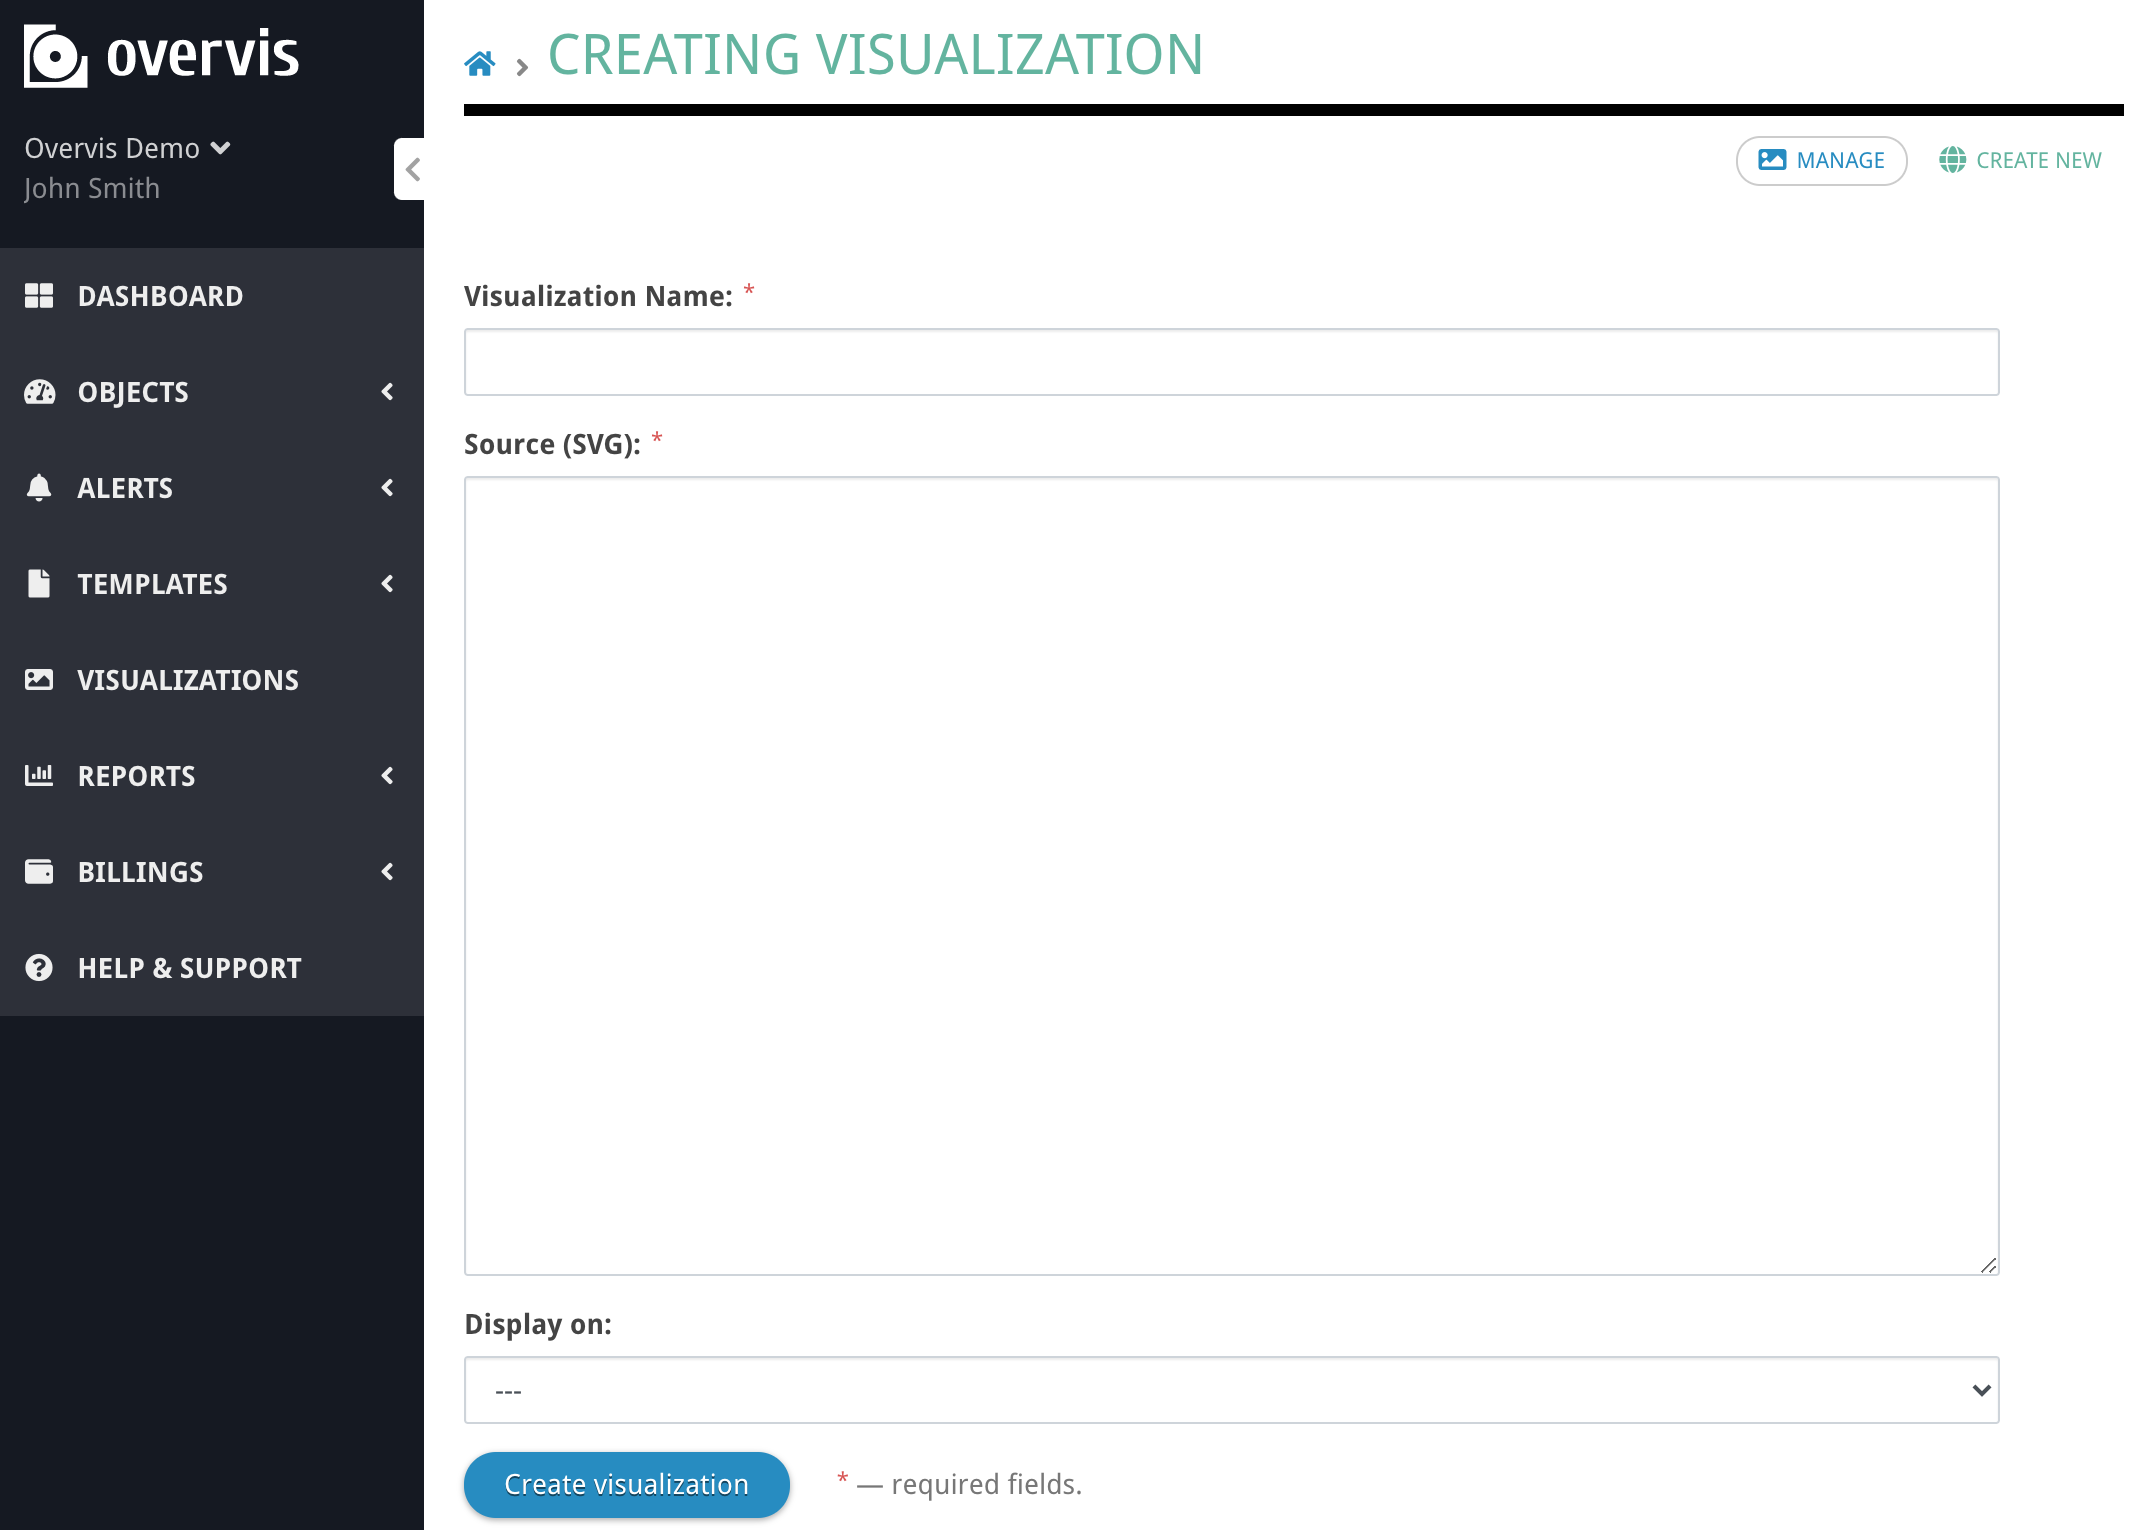 overvis
Overvis Demo
John Smith
DASHBOARD
OBJECTS
ALERTS
TEMPLATES
VISUALIZATIONS
REPORTS
BILLINGS
HELP & SUPPORT
CREATING VISUALIZATION
MANAGE
CREATE NEW
Visualization Name: *
Source (SVG): *
Display on:
---
Create visualization
* — required fields.